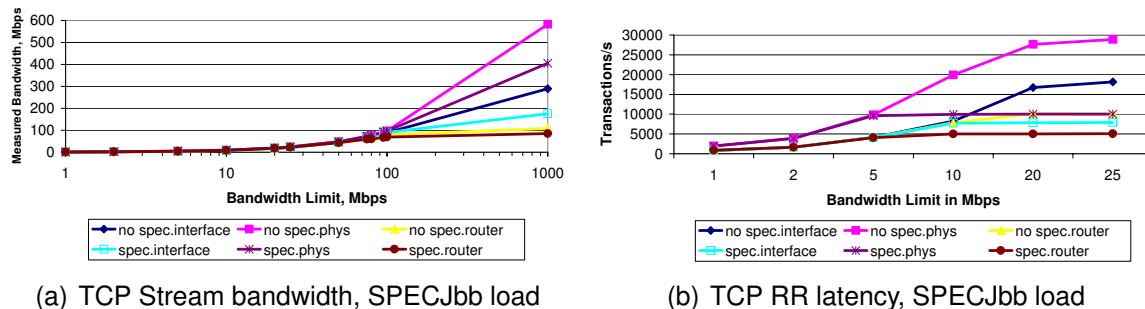 Measured Bandwidth, Mbps
600
500
400
300
200
100
0
1
10
100
1000
Bandwidth Limit, Mbps
no spec.interface
no spec.phys
no spec.router
spec.interface
spec.phys
spec.router
(a) TCP Stream bandwidth, SPECJbb load
Transactions/s
30000
25000
20000
15000
10000
5000
0
1
2
5
10
20
25
Bandwidth Limit in Mbps
no spec.interface
no spec.phys
no spec.router
spec.interface
spec.phys
spec.router
(b) TCP RR latency, SPECJbb load